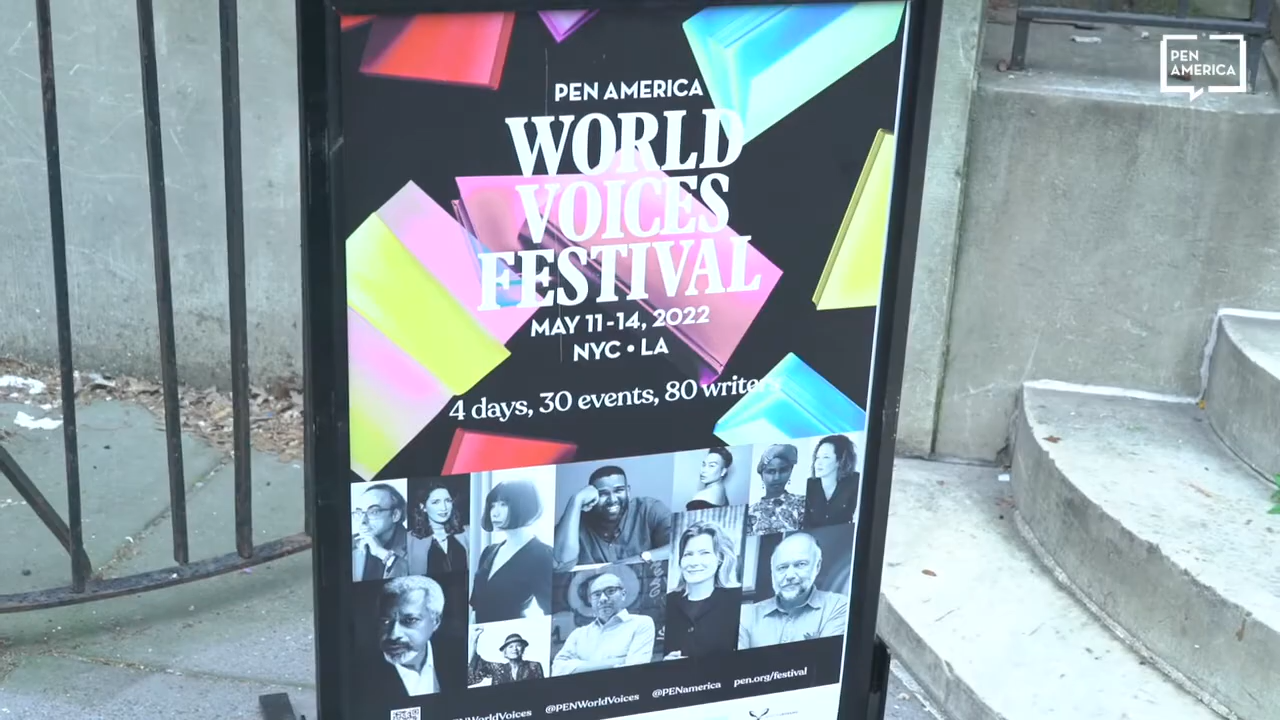 PEN AMERICA
WORLD
VOICES
FESTIVAL
MAY 11-14, 2022
NYC • LA
4 days, 30 events, 80 writers
@PENWorldVoices @PENamerica pen.org/festival
PEN
AMERICA